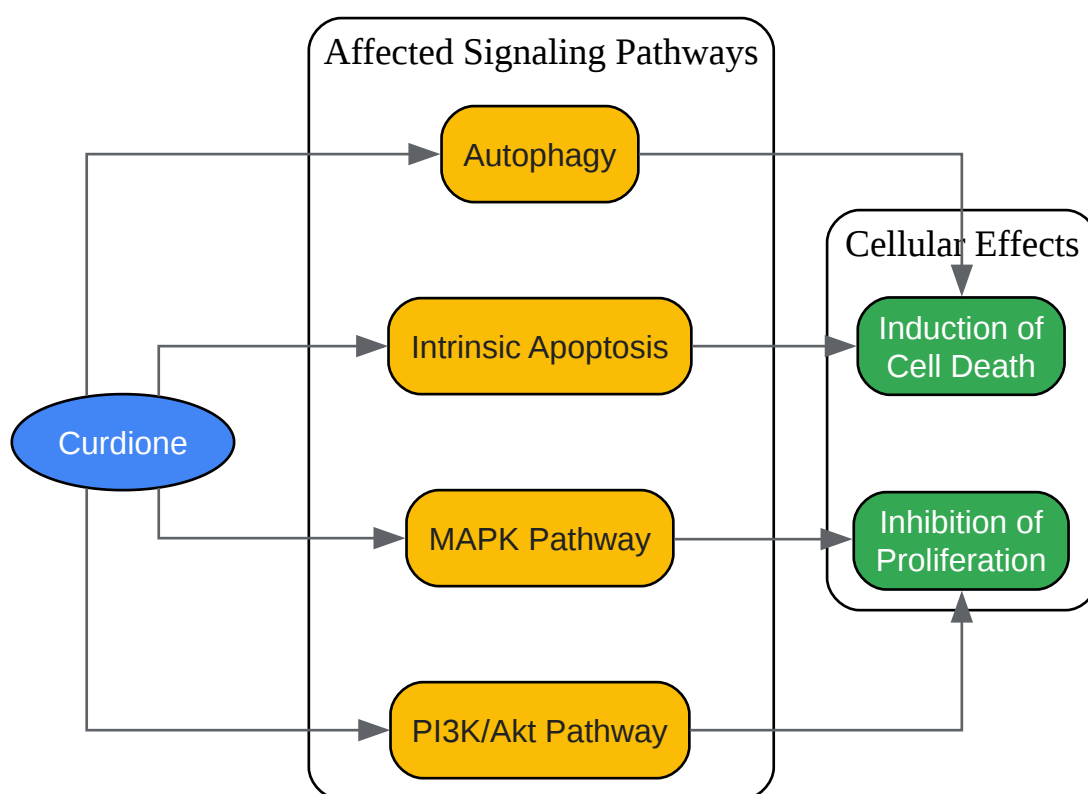 Affected Signaling Pathways
Autophagy
Cellular Effects
Induction of
Cell Death
Intrinsic Apoptosis
Curdione
MAPK Pathway
Inhibition of
Proliferation
PI3K/Akt Pathway